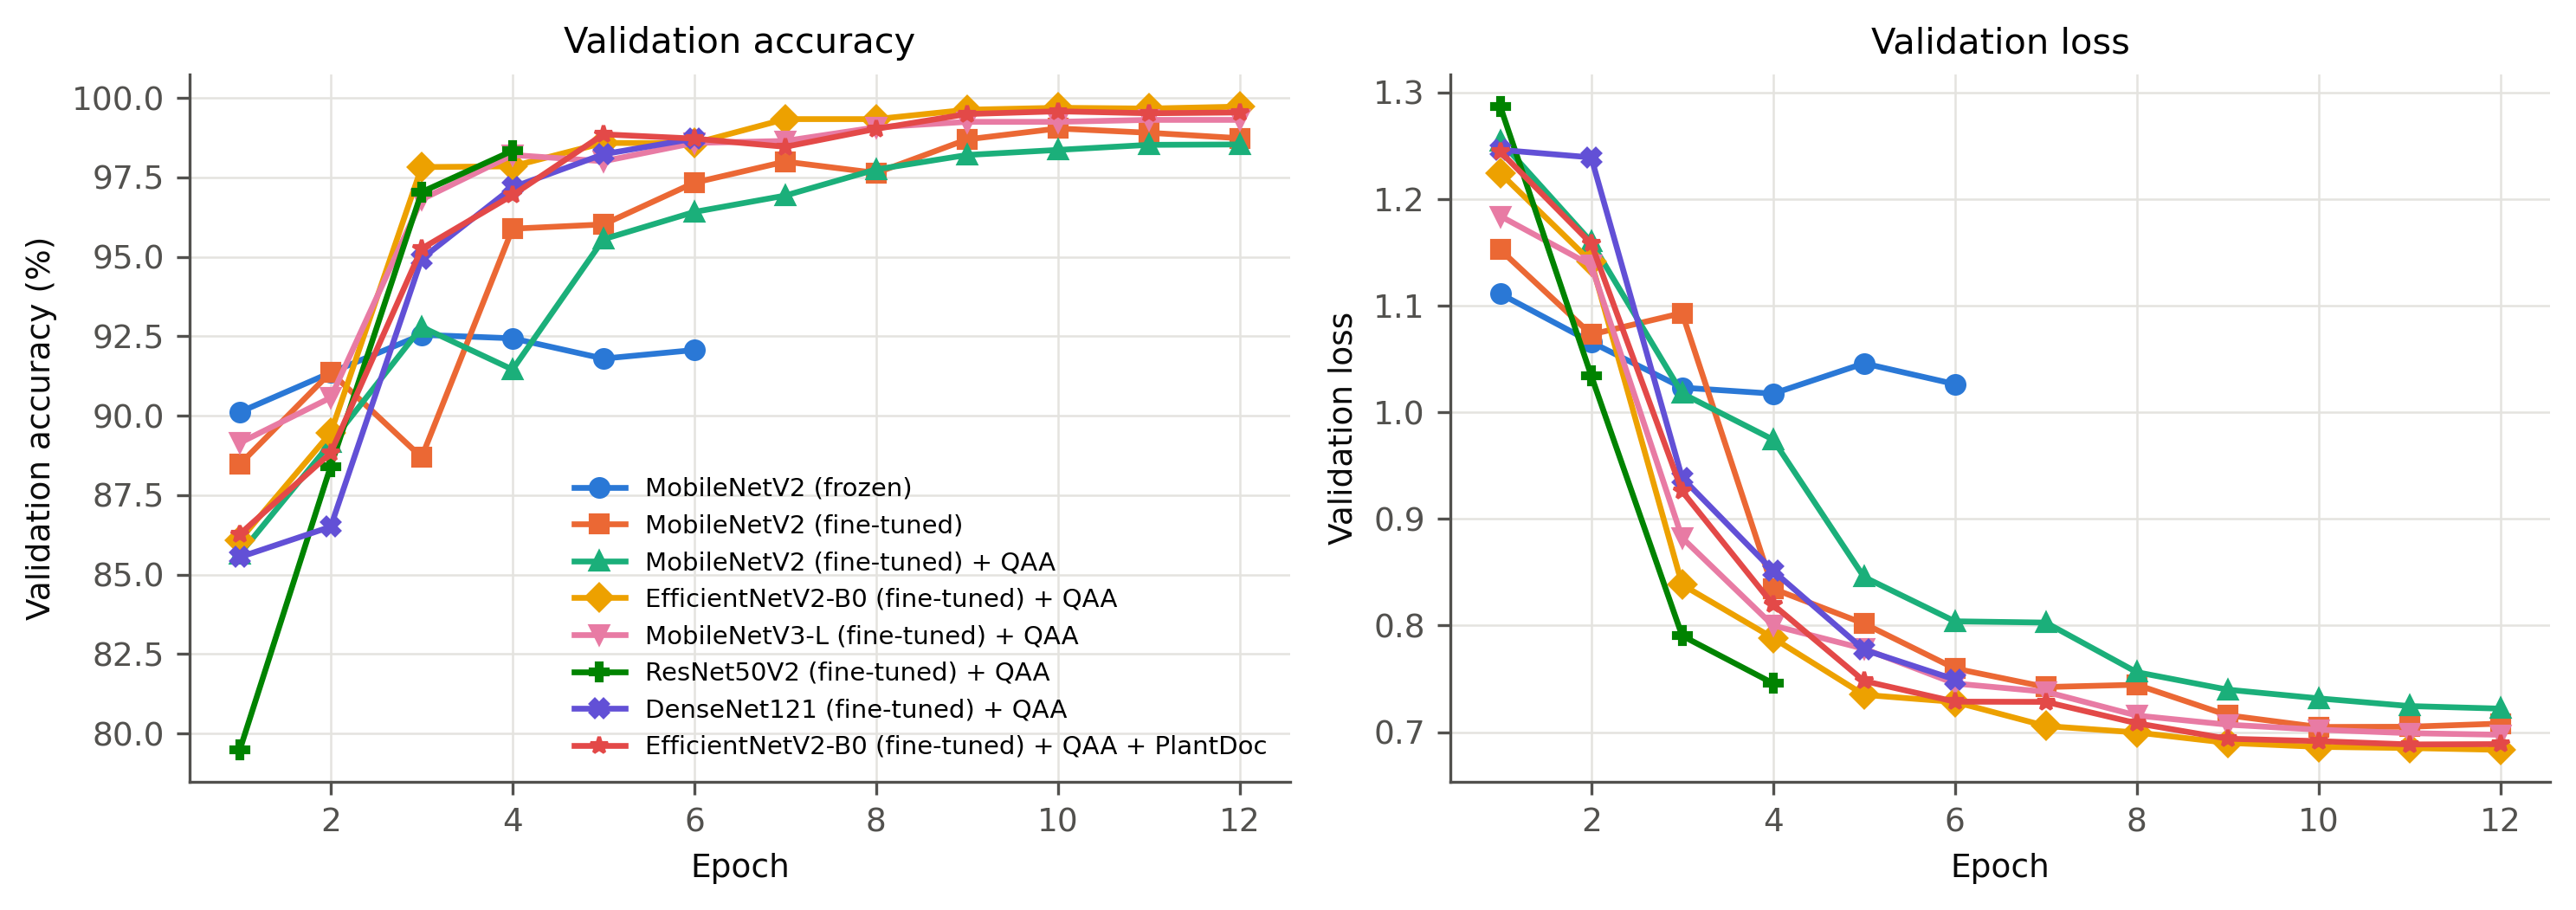 Validation accuracy
Validation accuracy (%)
100.0
97.5
95.0
92.5
90.0
87.5
85.0
82.5
80.0
MobileNetV2 (frozen)
MobileNetV2 (fine-tuned)
MobileNetV2 (fine-tuned) + QAA
EfficientNetV2-B0 (fine-tuned) + QAA
MobileNetV3-L (fine-tuned) + QAA
ResNet50V2 (fine-tuned) + QAA
DenseNet121 (fine-tuned) + QAA
EfficientNetV2-B0 (fine-tuned) + QAA + PlantDoc
2 4 6 8 10 12
Epoch
Validation loss
Validation loss
1.3
1.2
1.1
1.0
0.9
0.8
0.7
2 4 6 8 10 12
Epoch